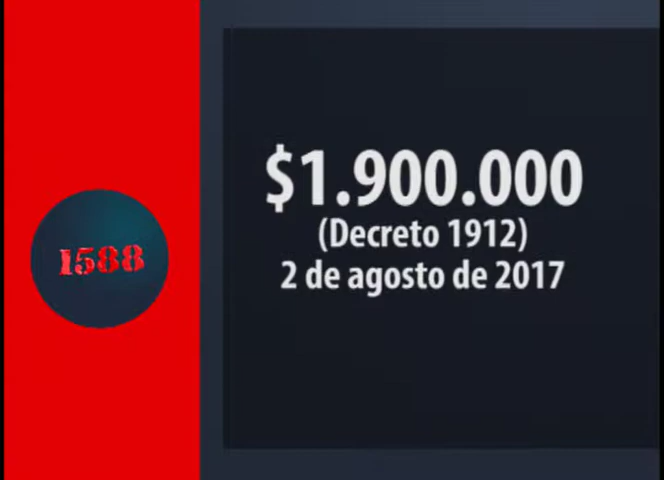 1588
$1.900.000
(Decreto 1912)
2 de agosto de 2017